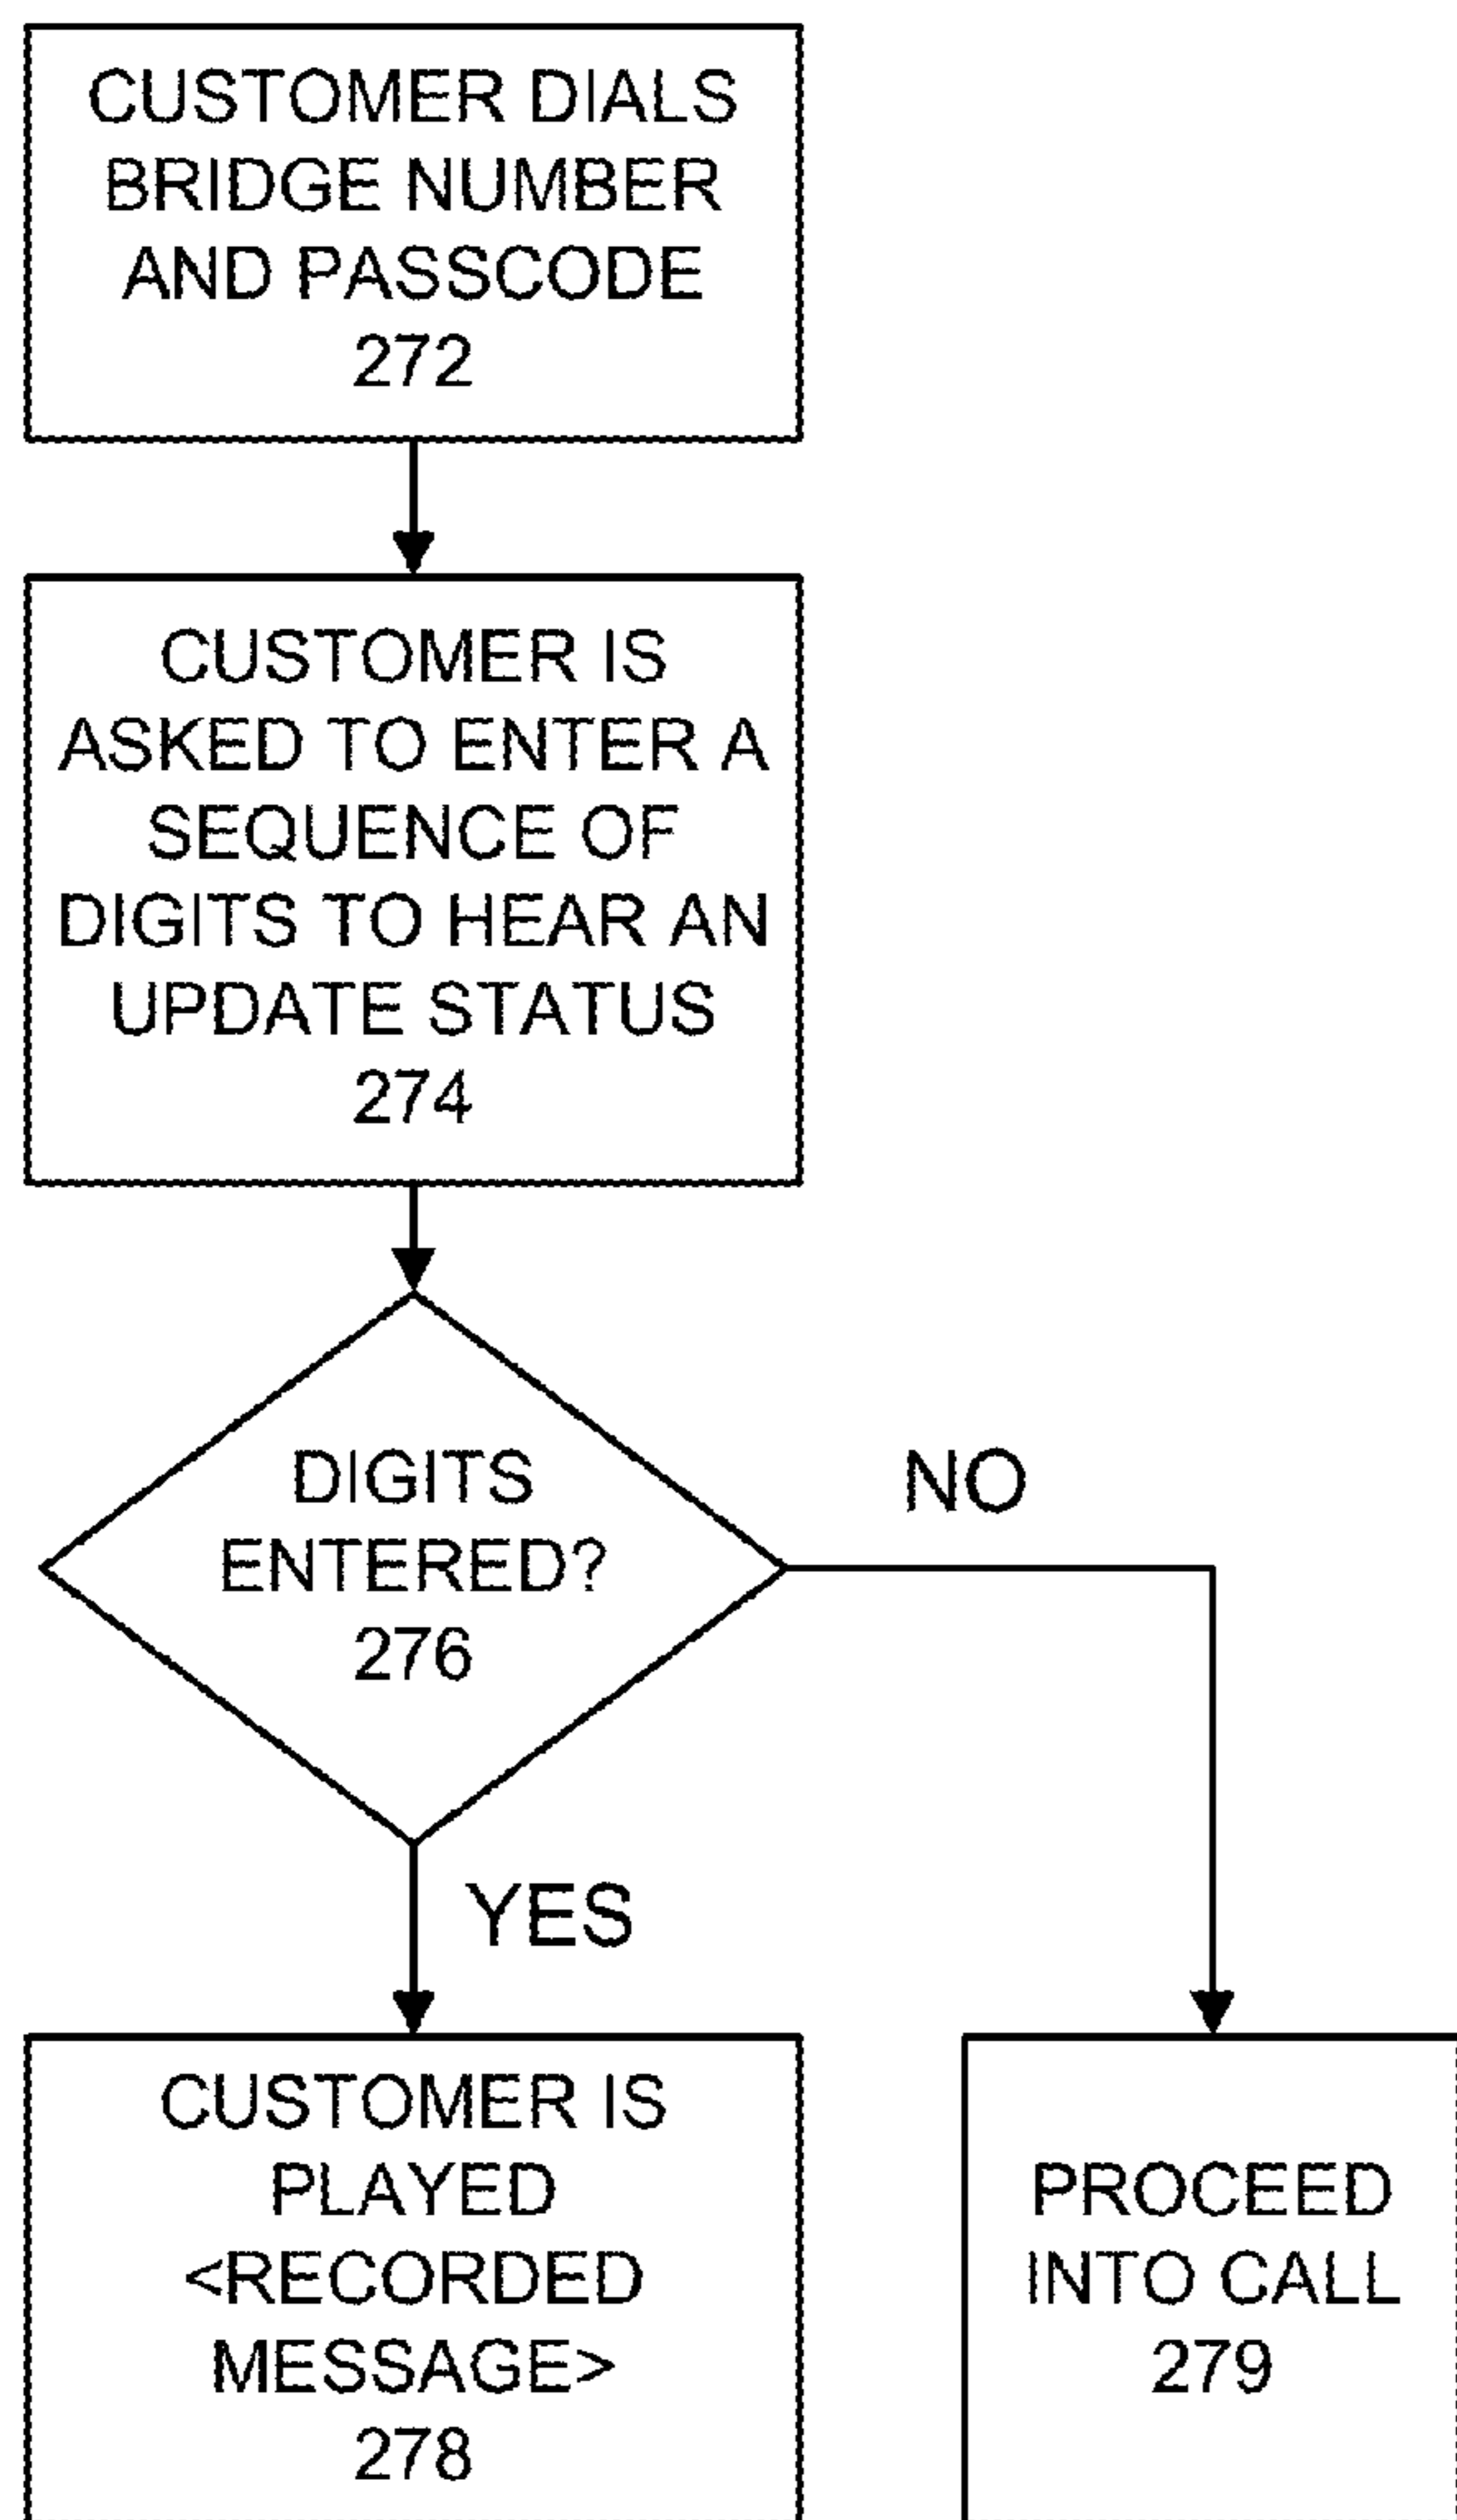 CUSTOMER DIALS
BRIDGE NUMBER
AND PASSCODE
272
CUSTOMER IS
ASKED TO ENTER A
SEQUENCE OF
DIGITS TO HEAR AN
UPDATE STATUS
274
DIGITS
ENTERED?
276
NO
YES
CUSTOMER IS
PLAYED
<RECORDED
MESSAGE>
278
PROCEED
INTO CALL
279